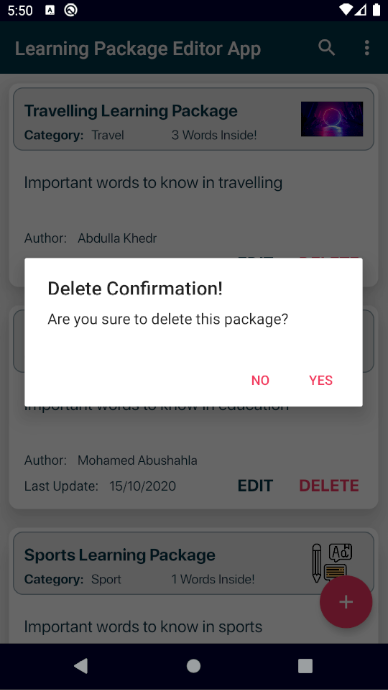 5:50
Learning Package Editor App
Travelling Learning Package
Category: Travel 3 Words Inside!
Important words to know in travelling
Author: Abdulla Khedr
EDIT DELETE
Delete Confirmation!
Are you sure to delete this package?
NO YES
Important words to know in education
Author: Mohamed Abushahla
Last Update: 15/10/2020 EDIT DELETE
Sports Learning Package
Category: Sport 1 Words Inside!
Important words to know in sports